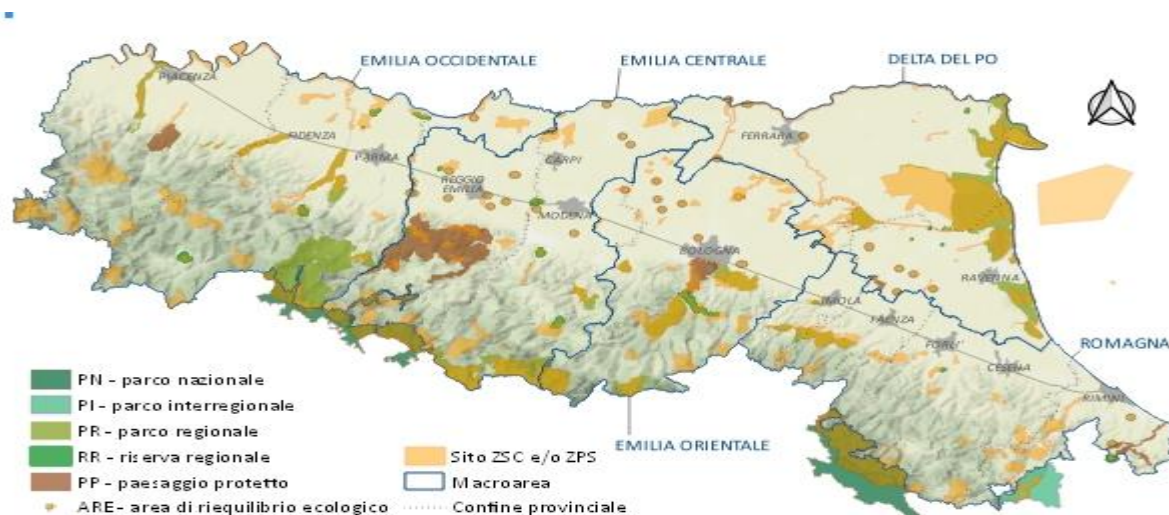 EMILIA OCCIDENTALE
EMILIA CENTRALE
DELTA DEL PO
PIACENZA
FIDENZA
PARMA
REGGIO
EMILIA
CARPI
MODENA
FERRARA
BOLOGNA
IMOLA
FAENZA
FORLI'
CESENA
RAVENNA
RIMINI
ROMAGNA
EMILIA ORIENTALE
PN - parco nazionale
PI - parco interregionale
PR - parco regionale
RR - riserva regionale
PP - paesaggio protetto
ARE - area di riequilibrio ecologico
Sito ZSC e/o ZPS
Macroarea
Confine provinciale